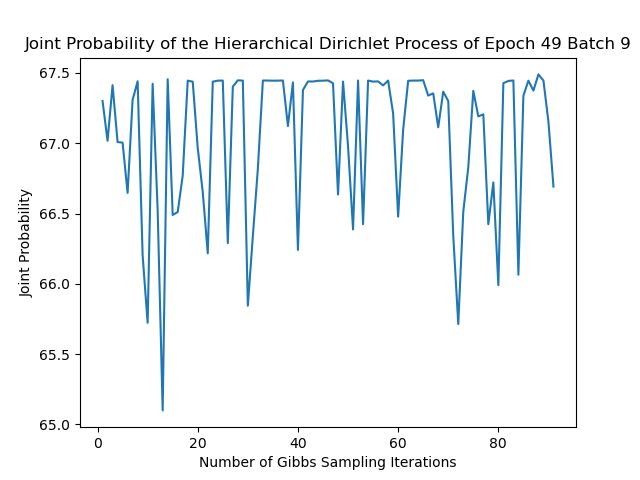 Joint Probability of the Hierarchical Dirichlet Process of Epoch 49 Batch 9
67.5
67.0
66.5
66.0
65.5
65.0
Joint Probability
0 20 40 60 80
Number of Gibbs Sampling Iterations